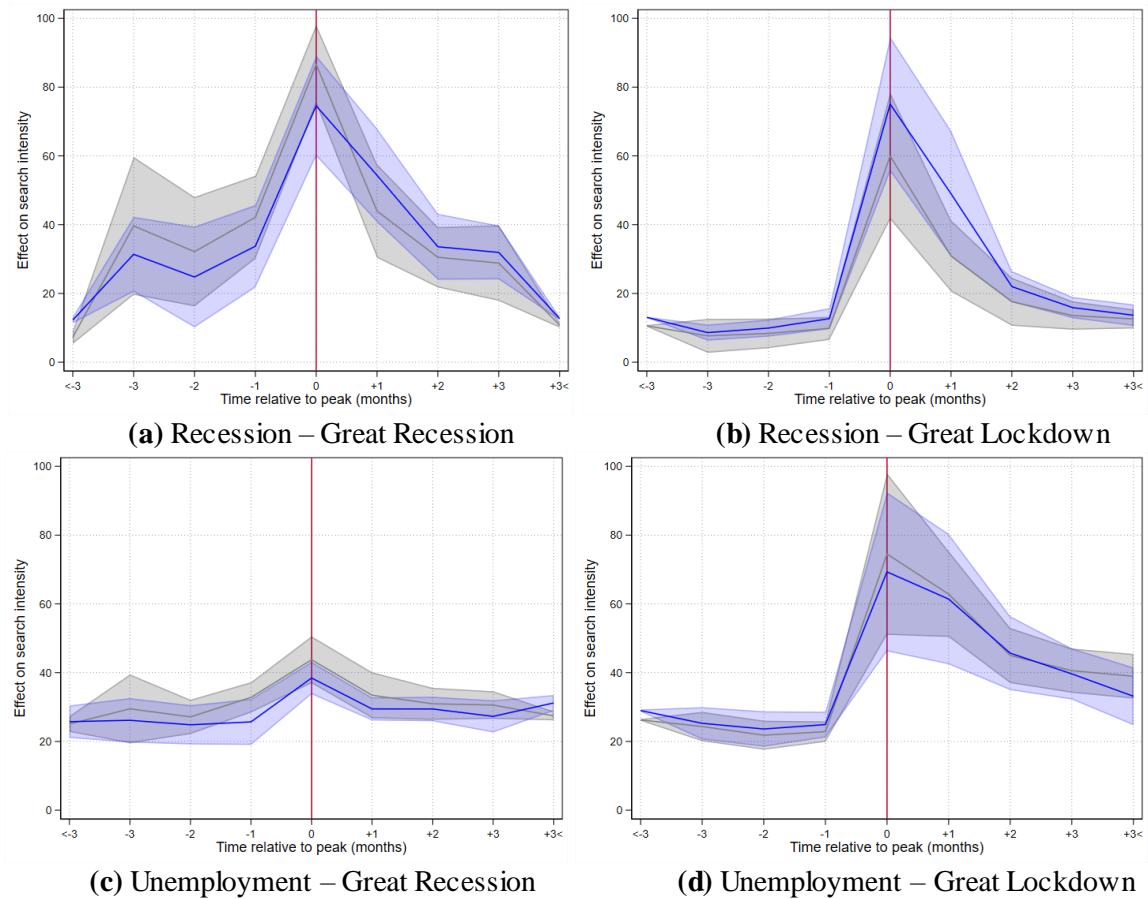 100
80
60
40
20
0
Effect on search intensity
<-3 -3 -2 -1 0 +1 +2 +3 +3<
Time relative to peak (months)
(a) Recession – Great Recession
100
80
60
40
20
0
Effect on search intensity
<-3 -3 -2 -1 0 +1 +2 +3 +3<
Time relative to peak (months)
(b) Recession – Great Lockdown
100
80
60
40
20
0
Effect on search intensity
<-3 -3 -2 -1 0 +1 +2 +3 +3<
Time relative to peak (months)
(c) Unemployment – Great Recession
100
80
60
40
20
0
Effect on search intensity
<-3 -3 -2 -1 0 +1 +2 +3 +3<
Time relative to peak (months)
(d) Unemployment – Great Lockdown